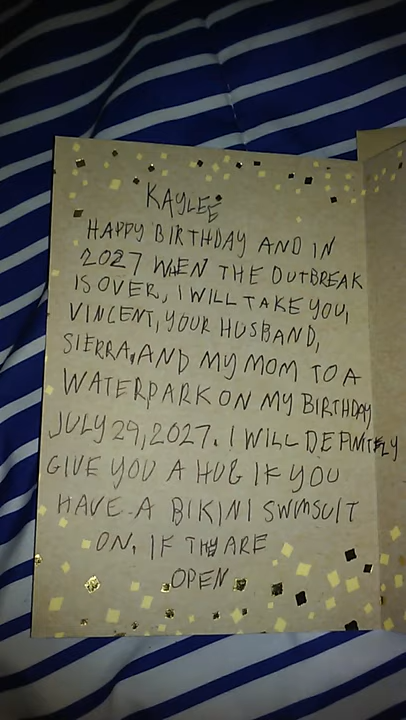 KAYLEE
HAPPY BIRTHDAY AND IN
2027 WHEN THE OUTBREAK
IS OVER, I WILL TAKE YOU,
VINCENT, YOUR HUSBAND,
SIERRA, AND MY MOM TO A
WATERPARK ON MY BIRTHDAY
JULY 29, 2027. I WILL DEFINITELY
GIVE YOU A HUG IF YOU
HAVE A BIKINI SWMSUIT
ON. IF THEY ARE
OPEN